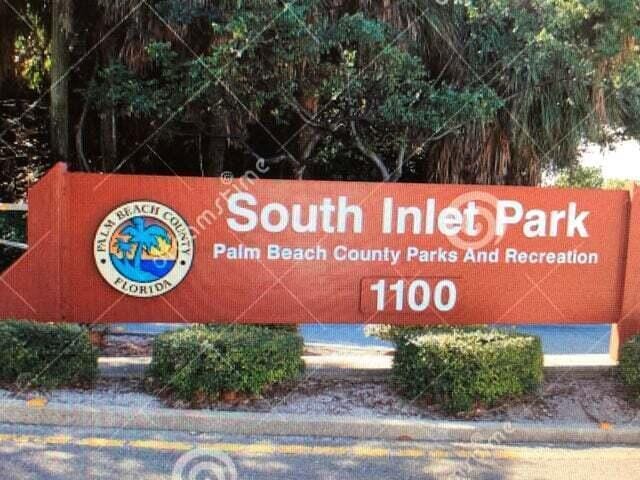 South Inlet Park
Palm Beach County Parks And Recreation
1100
PALM BEACH COUNTY
FLORIDA